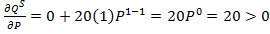 ∂Q^S/∂P = 0 + 20(1)P^{1−1} = 20P^0 = 20 > 0